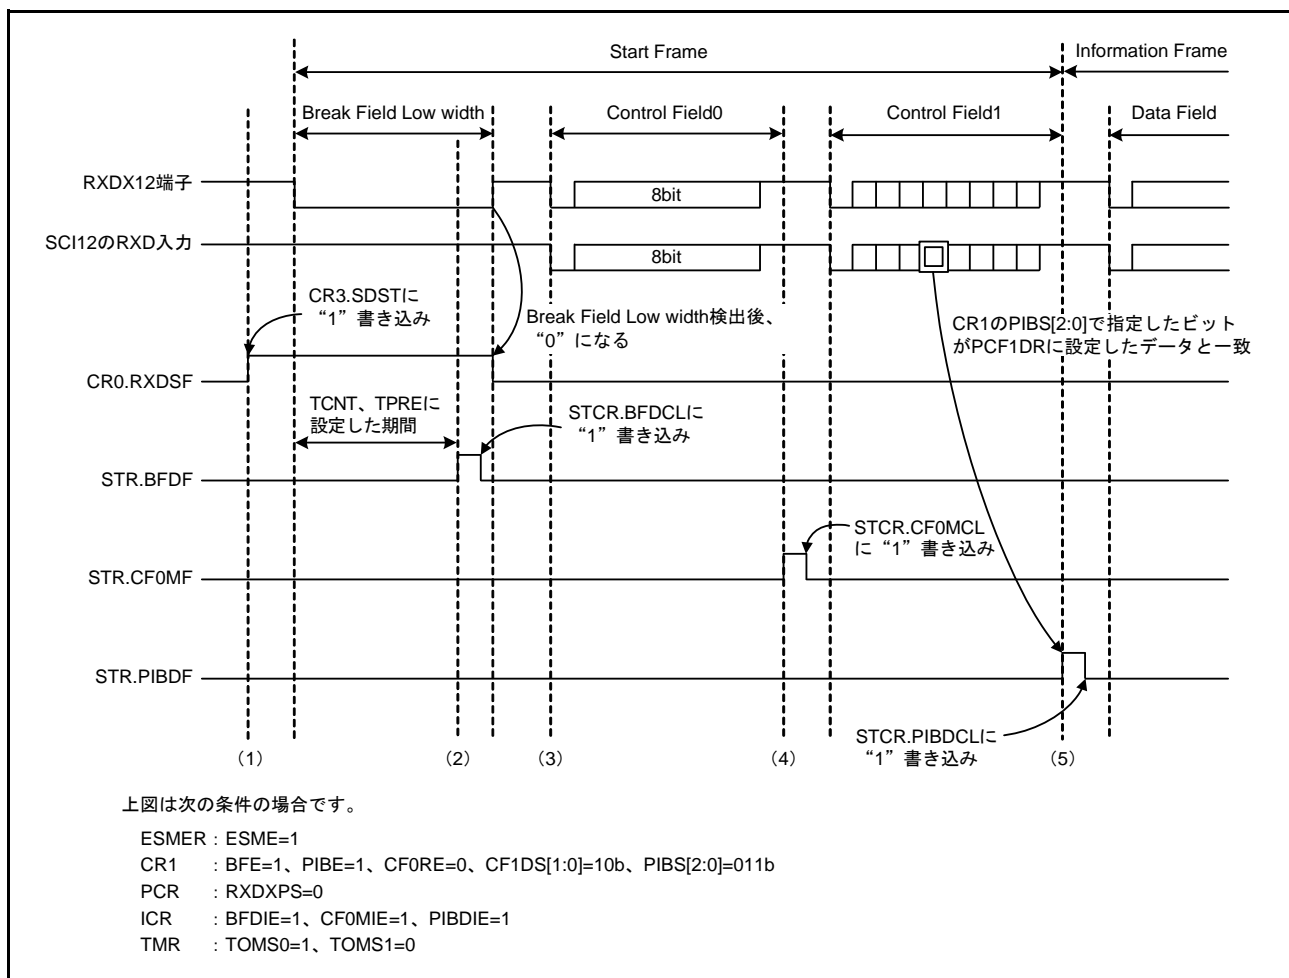 Start Frame
Information Frame
Break Field Low width
Control Field0
Control Field1
Data Field
RXDX12端子
8bit
SCI12のRXD入力
8bit
CR3.SDSTに
“1”書き込み
Break Field Low width検出後、
“0”になる
CR1のPIBS[2:0]で指定したビット
がPCF1DRに設定したデータと一致
CR0.RXDSF
TCNT、TPREに
設定した期間
STCR.BFDCLに
“1”書き込み
STR.BFDF
STCR.CF0MCL
に“1”書き込み
STR.CF0MF
STR.PIBDF
STCR.PIBDCLに
“1”書き込み
（1）
（2）
（3）
（4）
（5）
上図は次の条件の場合です。
ESMER：ESME=1
CR1：BFE=1、PIBE=1、CF0RE=0、CF1DS[1:0]=10b、PIBS[2:0]=011b
PCR：RXDXPS=0
ICR：BFDIE=1、CF0MIE=1、PIBDIE=1
TMR：TOMS0=1、TOMS1=0